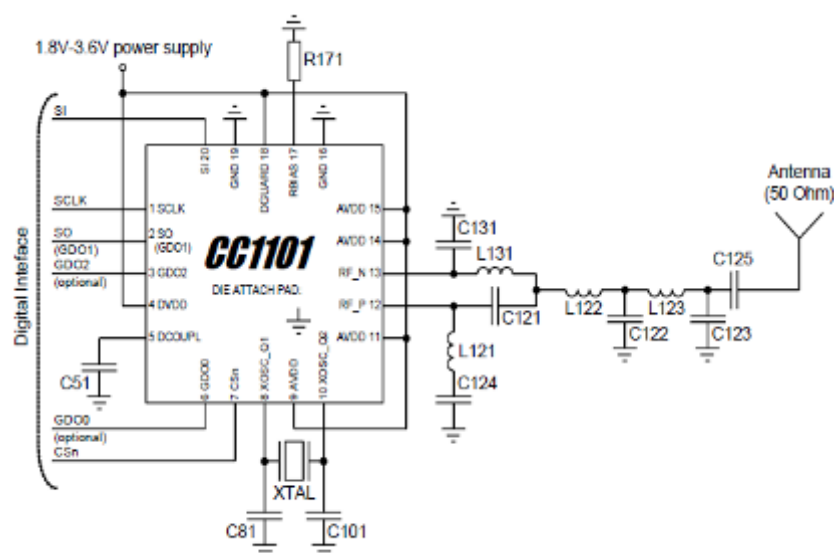 1.8V-3.6V power supply
R171
SI
SI 20
GND 19
DGUARD 18
RBIAS 17
GND 16
Antenna
(50 Ohm)
Digital Inteface
SCLK
1 SCLK
AVDD 15
SO
(GDO1)
2 SO
(GDO1)
CC1101
AVDD 14
C131
L131
GDO2
(optional)
3 GDO2
DIE ATTACH PAD.
RF_N 13
C125
4 DVDD
RF_P 12
C121
L122
L123
C122
C123
5 DCOUPL
AVDD 11
L121
C51
C124
6 GDO0
7 CSn
8 XOSC_Q1
9 AVDD
10 XOSC_Q2
GDO0
(optional)
CSn
XTAL
C81
C101